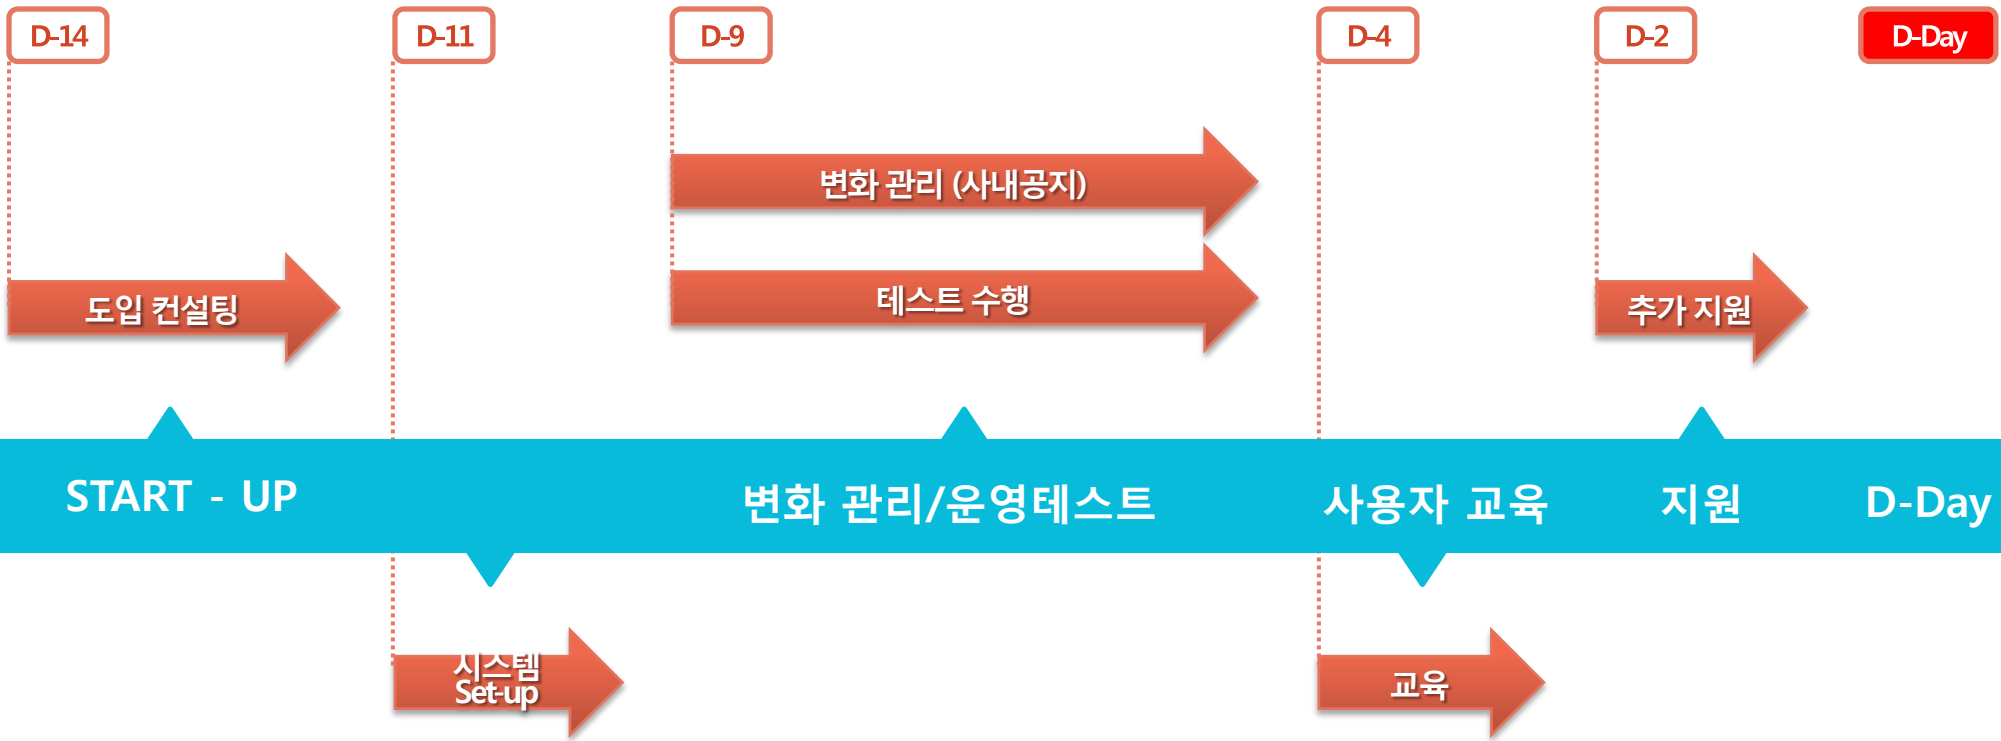 D-14
D-11
D-9
D-4
D-2
D-Day
변화 관리 (사내공지)
테스트 수행
도입 컨설팅
추가 지원
START - UP
변화 관리/운영테스트
사용자 교육
지원
D-Day
시스템
Set-up
교육